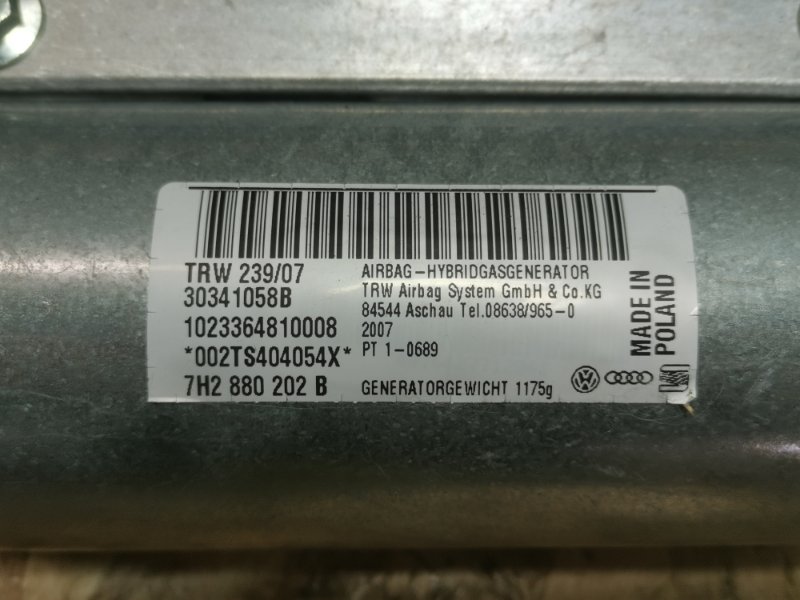 TRW 239/07
30341058B
1023364810008
*002TS404054X*
7H2 880 202 B
AIRBAG-HYBRIDGASGENERATOR
TRW Airbag System GmbH & Co.KG
84544 Aschau Tel.08638/965-0
2007
PT 1-0689
GENERATORGEWICHT 1175g
MADE IN
POLAND